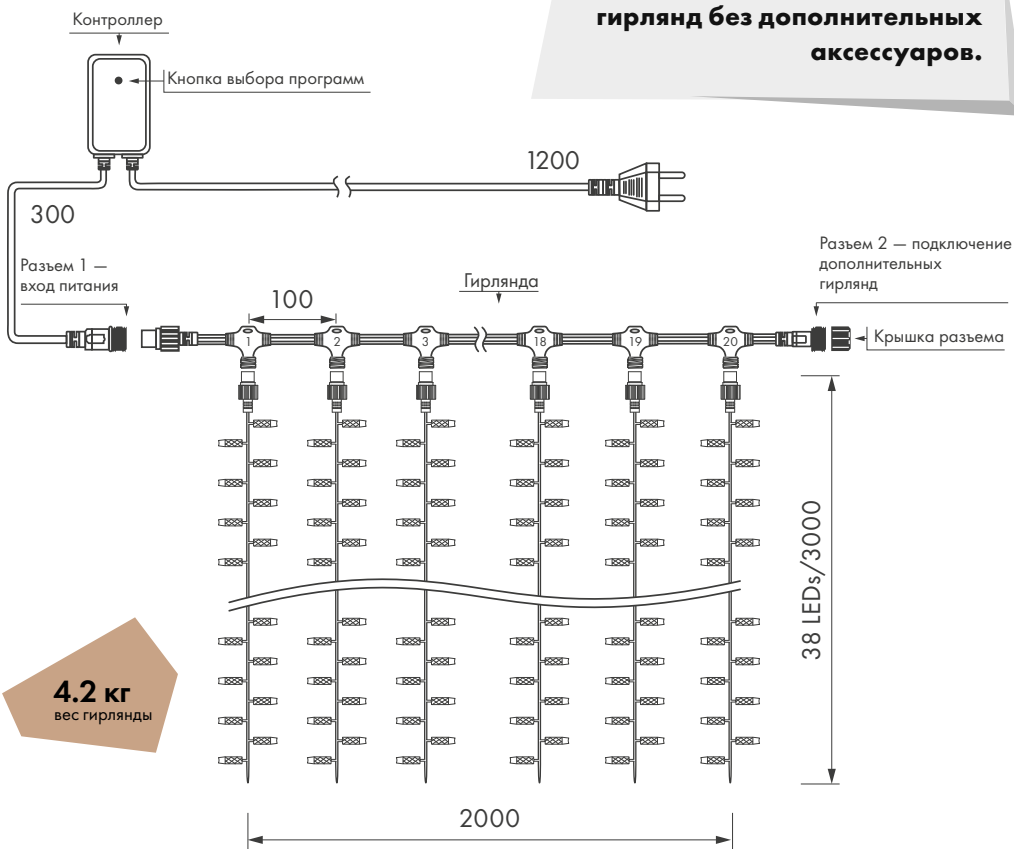 гирлянд без дополнительных
аксессуаров.
Контроллер
Кнопка выбора программ
1200
300
Разъем 1 —
вход питания
100
Гирлянда
Разъем 2 — подключение
дополнительных
гирлянд
Крышка разъема
1 2 3 18 19 20
38 LEDs/3000
4.2 кг
вес гирлянды
2000